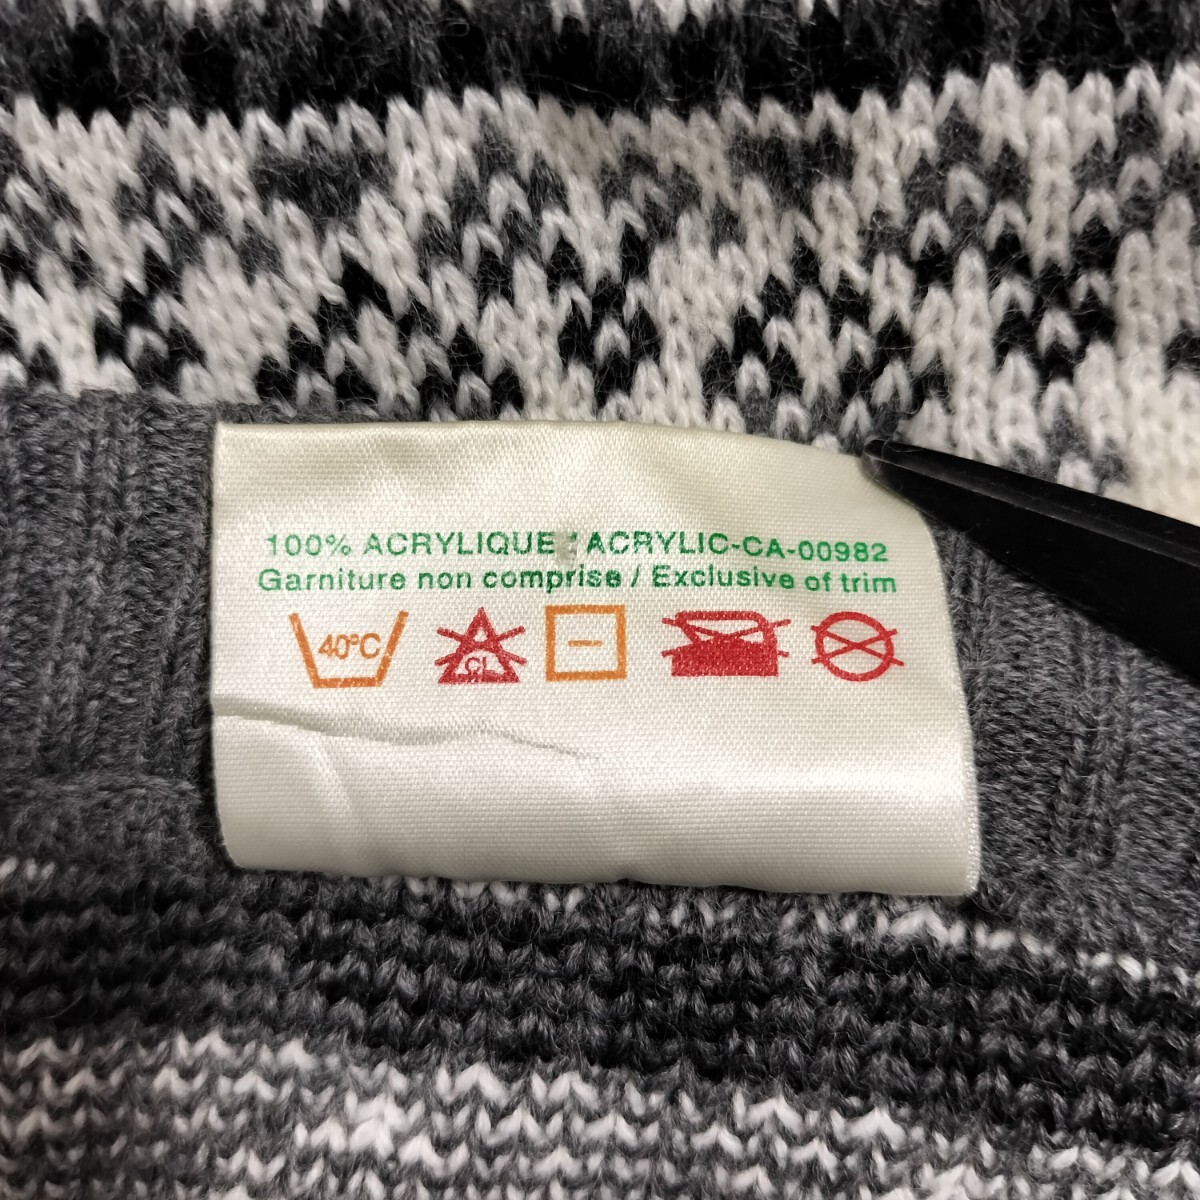 100% ACRYLIQUE / ACRYLIC-CA-00982
Garniture non comprise / Exclusive of trim
40°C CL